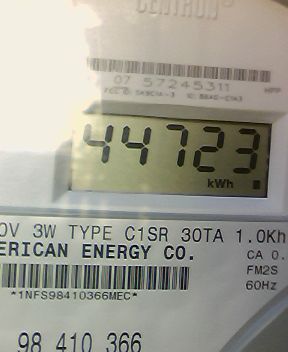 CENTRON®
07 57245311
44723
kWh
0V 3W TYPE C1SR 30TA 1.0Kh
ERICAN ENERGY CO.
CA 0.
FM2S
60Hz
*1NFS98410366MEC*
98 410 366